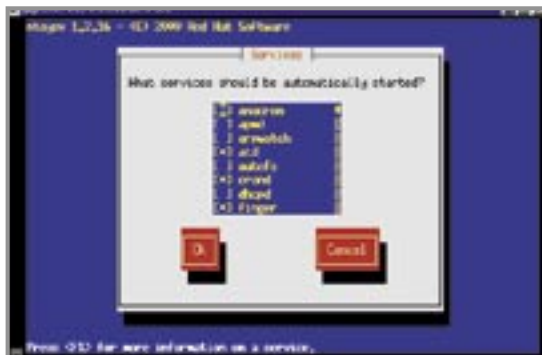 ntsysv 1.2.16 - (C) 2000 Red Hat Software
Services
What services should be automatically started?
[ ] anacron
[ ] apmd
[ ] arpwatch
[*] atd
[ ] autofs
[*] crond
[ ] dhcpd
[*] finger
Ok
Cancel
Press <F1> for more information on a service.